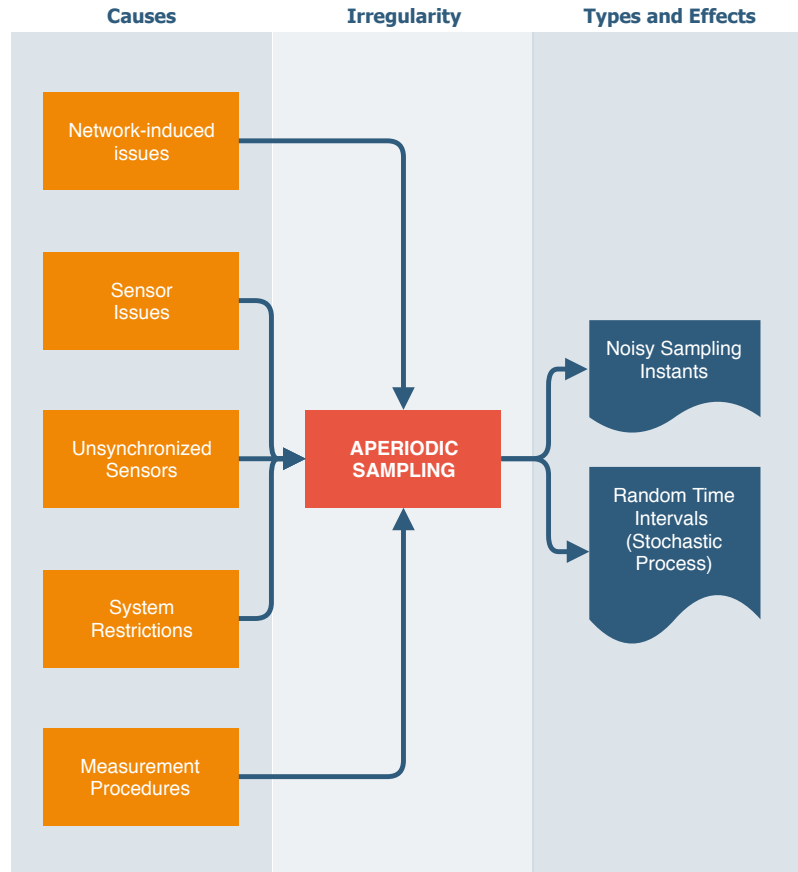 Causes
Irregularity
Types and Effects
Network-induced
issues
Sensor
Issues
Unsynchronized
Sensors
System
Restrictions
Measurement
Procedures
APERIODIC
SAMPLING
Noisy Sampling
Instants
Random Time
Intervals
(Stochastic
Process)